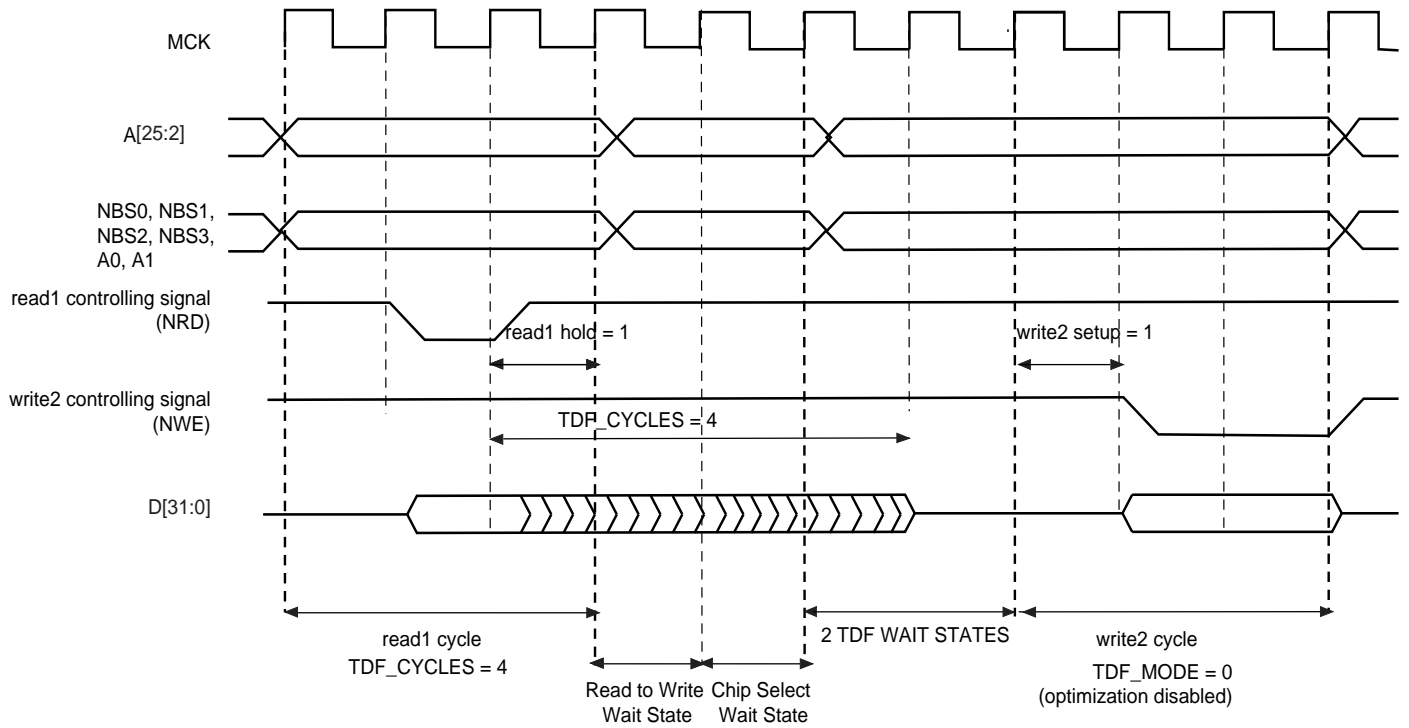 MCK
A[25:2]
NBS0, NBS1,
NBS2, NBS3,
A0, A1
read1 controlling signal
(NRD)
read1 hold = 1
write2 setup = 1
write2 controlling signal
(NWE)
TDF_CYCLES = 4
D[31:0]
read1 cycle
TDF_CYCLES = 4
2 TDF WAIT STATES
write2 cycle
TDF_MODE = 0
(optimization disabled)
Read to Write
Wait State
Chip Select
Wait State